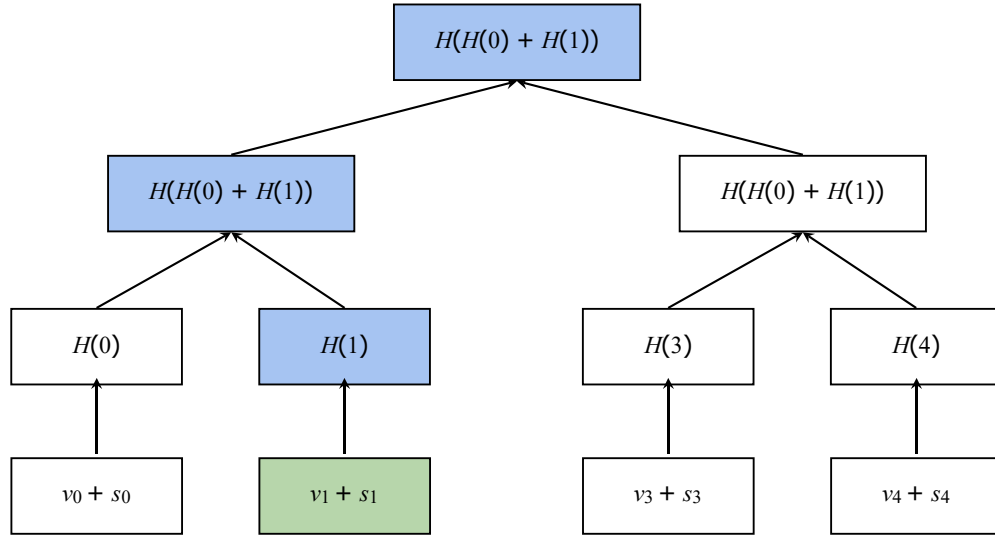 H(H(0) + H(1))
H(H(0) + H(1))
H(H(0) + H(1))
H(0)
H(1)
H(3)
H(4)
v₀ + s₀
v₁ + s₁
v₃ + s₃
v₄ + s₄